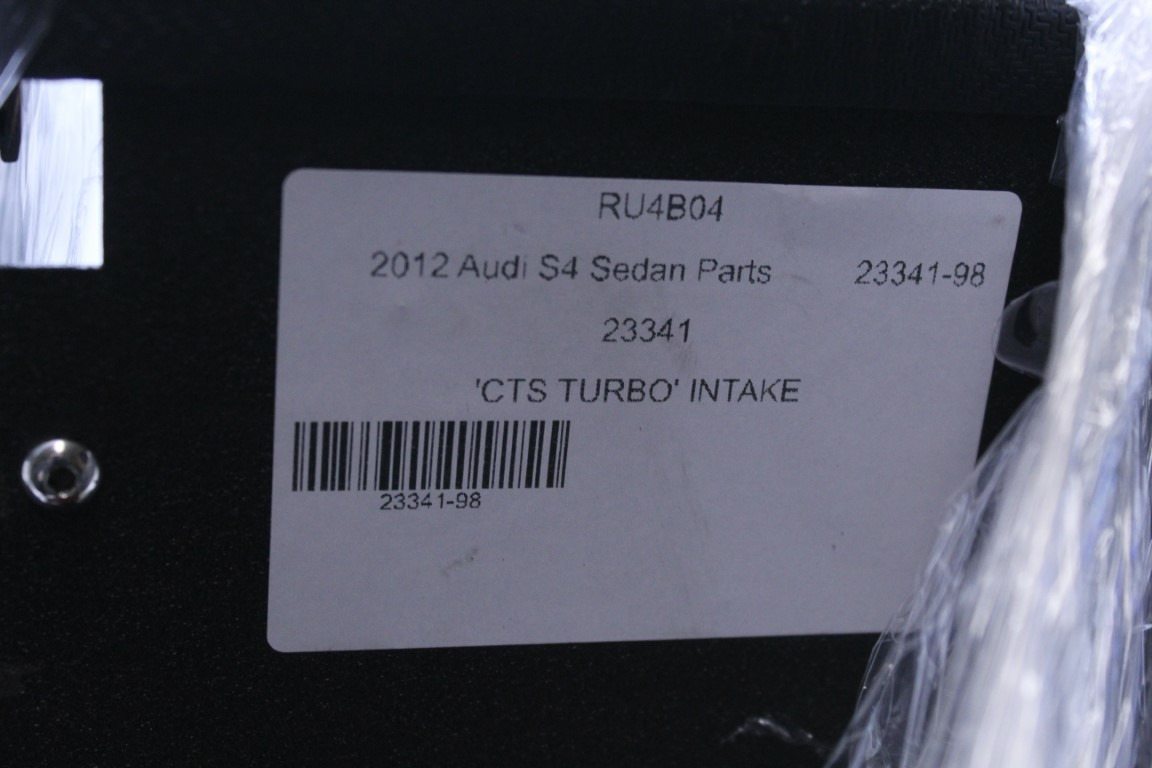 RU4B04
2012 Audi S4 Sedan Parts 23341-98
23341
'CTS TURBO' INTAKE
23341-98